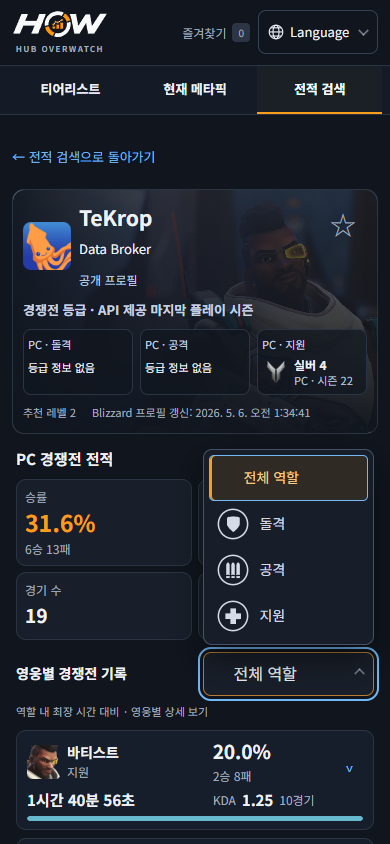 HOW
HUB OVERWATCH
즐겨찾기 0
Language
티어리스트 현재 메타픽 전적 검색
← 전적 검색으로 돌아가기
TeKrop
Data Broker
공개 프로필
경쟁전 등급 · API 제공 마지막 플레이 시즌
PC · 돌격
등급 정보 없음
PC · 공격
등급 정보 없음
PC · 지원
실버 4
PC · 시즌 22
추천 레벨 2 Blizzard 프로필 갱신: 2026. 5. 6. 오전 1:34:41
PC 경쟁전 전적
승률
31.6%
6승 13패
경기 수
19
전체 역할
돌격
공격
지원
영웅별 경쟁전 기록
전체 역할
역할 내 최장 시간 대비 · 영웅별 상세 보기
바티스트
지원
20.0%
2승 8패
1시간 40분 56초
KDA 1.25 10경기